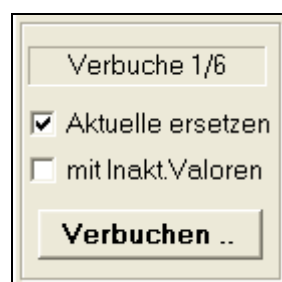 Verbuche 1/6
Aktuelle ersetzen
mit Inakt.Valoren
Verbuchen ..